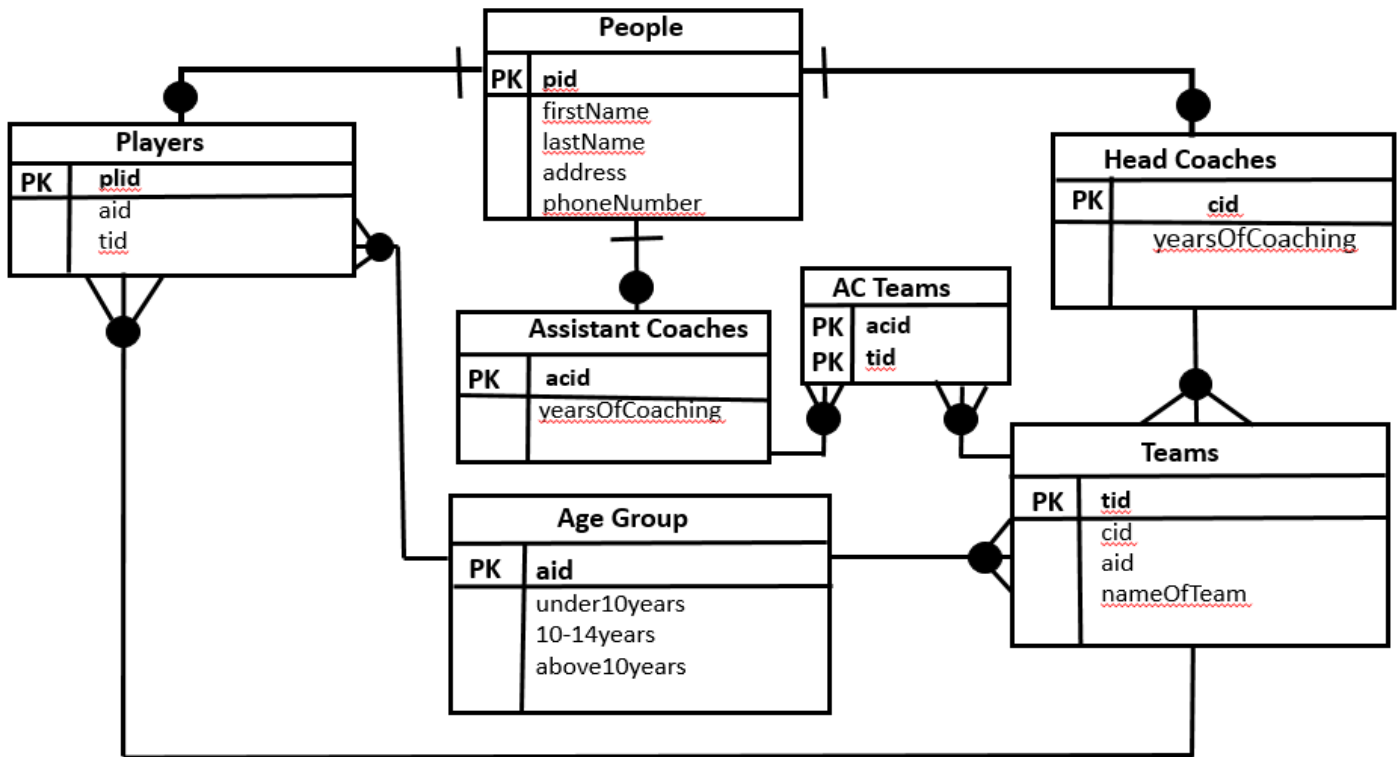 People
PK pid
firstName
lastName
address
phoneNumber
Players
PK plid
aid
tid
Head Coaches
PK cid
yearsOfCoaching
Assistant Coaches
PK acid
yearsOfCoaching
AC Teams
PK acid
PK tid
Age Group
PK aid
under10years
10-14years
above10years
Teams
PK tid
cid
aid
nameOfTeam